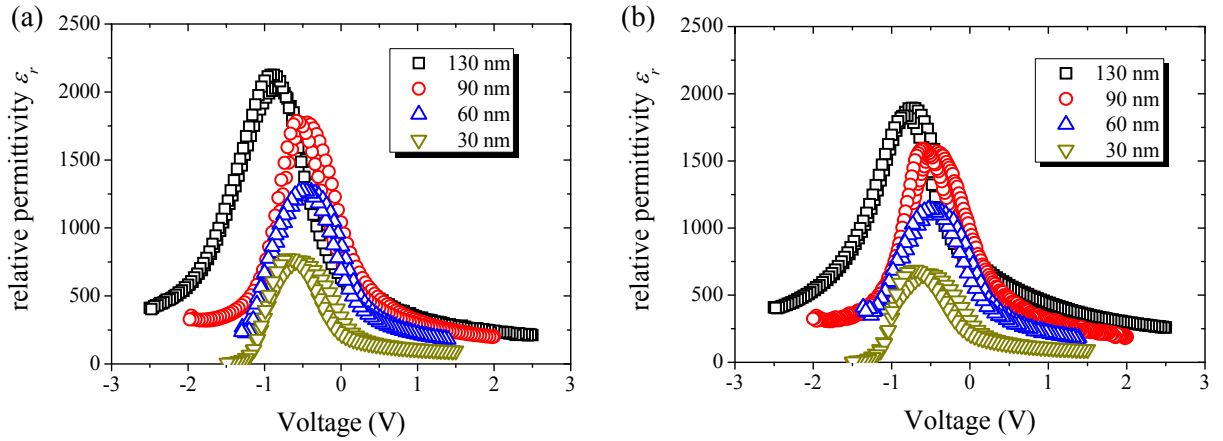 (a)
relative permittivity εr
2500
2000
1500
1000
500
0
130 nm
90 nm
60 nm
30 nm
-3 -2 -1 0 1 2 3
Voltage (V)
(b)
relative permittivity εr
2500
2000
1500
1000
500
0
130 nm
90 nm
60 nm
30 nm
-3 -2 -1 0 1 2 3
Voltage (V)